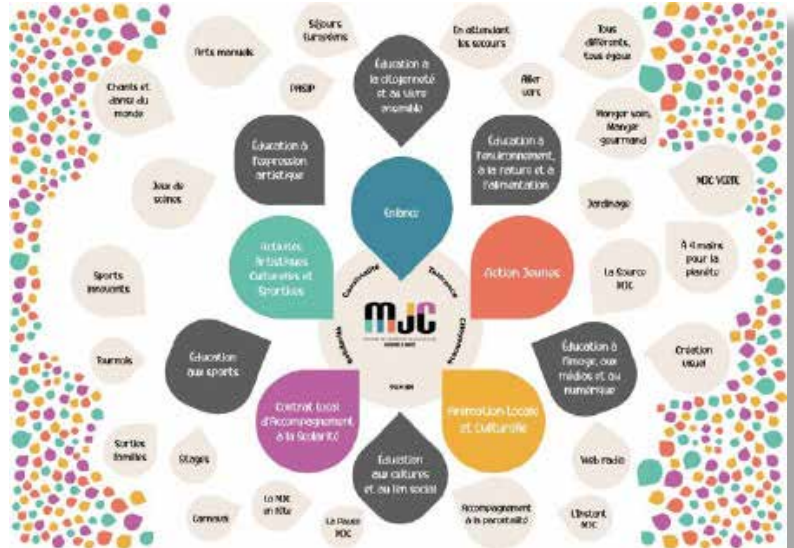 Séjours
Européens
En attendant
les secours
Tous
différents,
tous égaux
Arts manuels
Éducation à
la citoyenneté
et au vivre
ensemble
Aller
vers
Chants et
danse du
monde
Manger sain,
Manger
gourmand
Éducation à
l'expression
artistique
Éducation à
l'environnement,
à la nature et à
l'alimentation
MJC VERTE
Jeux de
scènes
Enfance
Jardinage
Activités
Artistiques
Culturelles et
Sportives
Action Jeunes
À 4 mains
pour la
planète
Sports
innovants
La Source
MJC
Convivialité
Tolérance
Citoyenneté
Solidarité
MJC
Tournois
Éducation
aux sports
Éducation à
l'image, aux
médias et au
numérique
Création
visuel
Contrat Local
d'Accompagnement
à la Scolarité
Animation Locale
et Culturelle
Sorties
familles
Stages
Éducation
aux cultures
et au lien social
Web radio
Carnaval
La MJC
en fête
La Pause
MJC
Accompagnement
à la parentalité
L'Instant
MJC